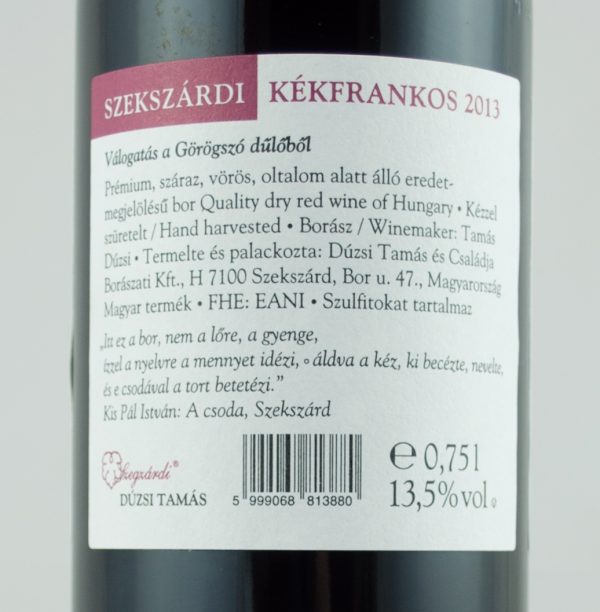 SZEKSZÁRDI KÉKFRANKOS 2013
Válogatás a Görögszó dűlőből
Prémium, száraz, vörös, oltalom alatt álló eredet-
megjelölésű bor Quality dry red wine of Hungary • Kézzel
szüretelt / Hand harvested • Borász / Winemaker: Tamás
Dúzsi • Termelte és palackozta: Dúzsi Tamás és Családja
Borászati Kft., H 7100 Szekszárd, Bor u. 47., Magyarország
Magyar termék • FHE: EANI • Szulfitokat tartalmaz
„Itt ez a bor, nem a lőre, a gyenge,
ízzel a nyelvre a mennyet idézi, ∘ áldva a kéz, ki becézte, nevelte,
és e csodával a tort betetézi.”
Kis Pál István: A csoda, Szekszárd
Szegzárdi®
DÚZSI TAMÁS
5 999068 813880
℮ 0,75l
13,5% vol